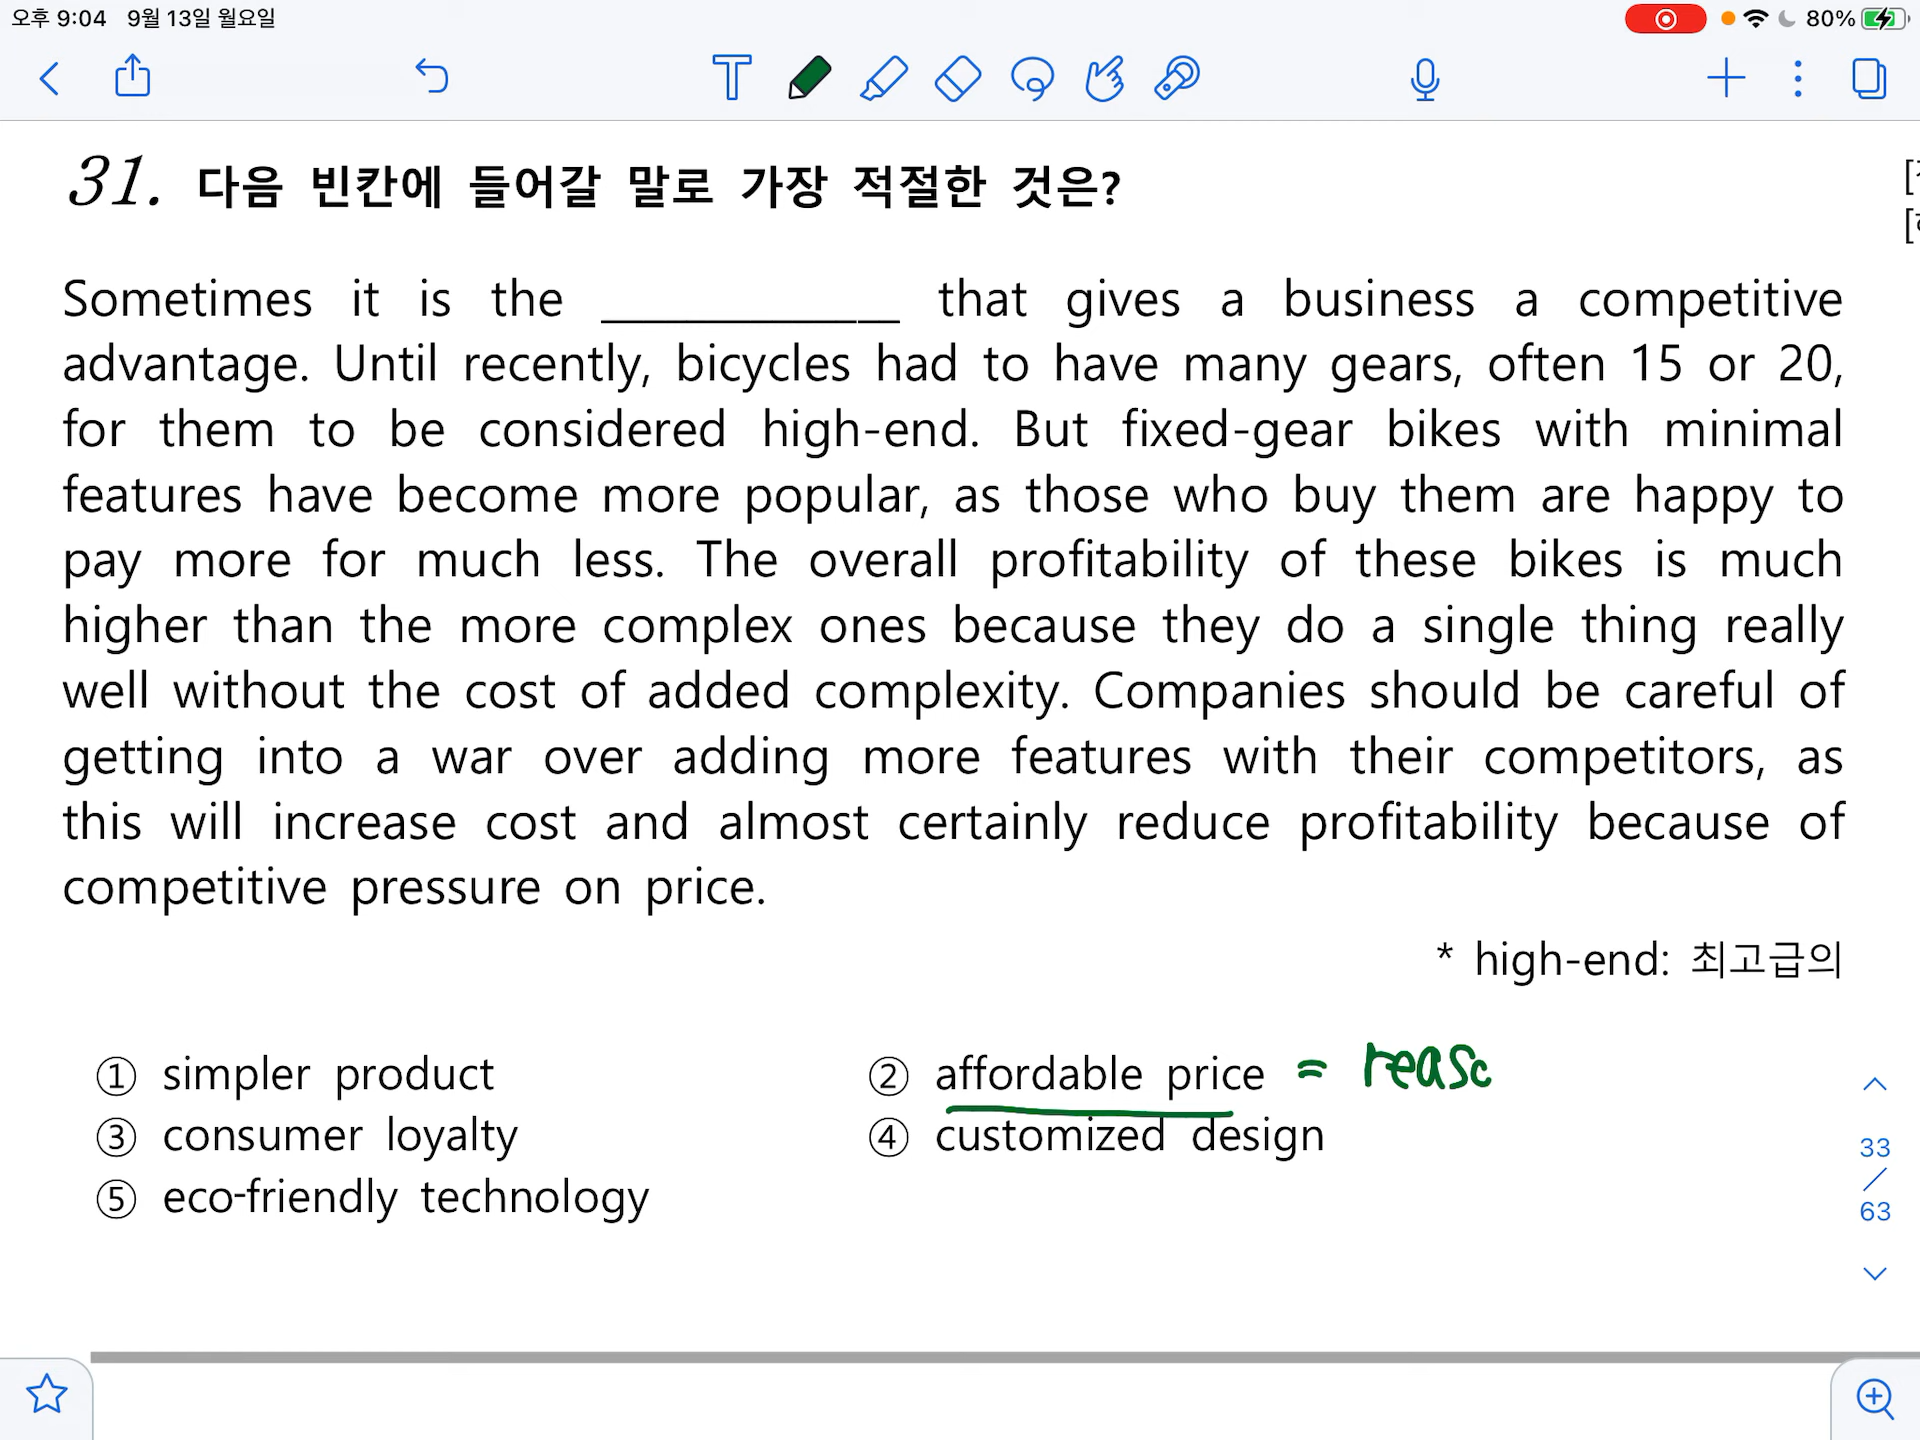 오후 9:04 9월 13일 월요일 80%
T
31. 다음 빈칸에 들어갈 말로 가장 적절한 것은?
Sometimes it is the ____________ that gives a business a competitive
advantage. Until recently, bicycles had to have many gears, often 15 or 20,
for them to be considered high-end. But fixed-gear bikes with minimal
features have become more popular, as those who buy them are happy to
pay more for much less. The overall profitability of these bikes is much
higher than the more complex ones because they do a single thing really
well without the cost of added complexity. Companies should be careful of
getting into a war over adding more features with their competitors, as
this will increase cost and almost certainly reduce profitability because of
competitive pressure on price.
* high-end: 최고급의
① simpler product ② affordable price = reasc
③ consumer loyalty ④ customized design
⑤ eco-friendly technology
33
/
63